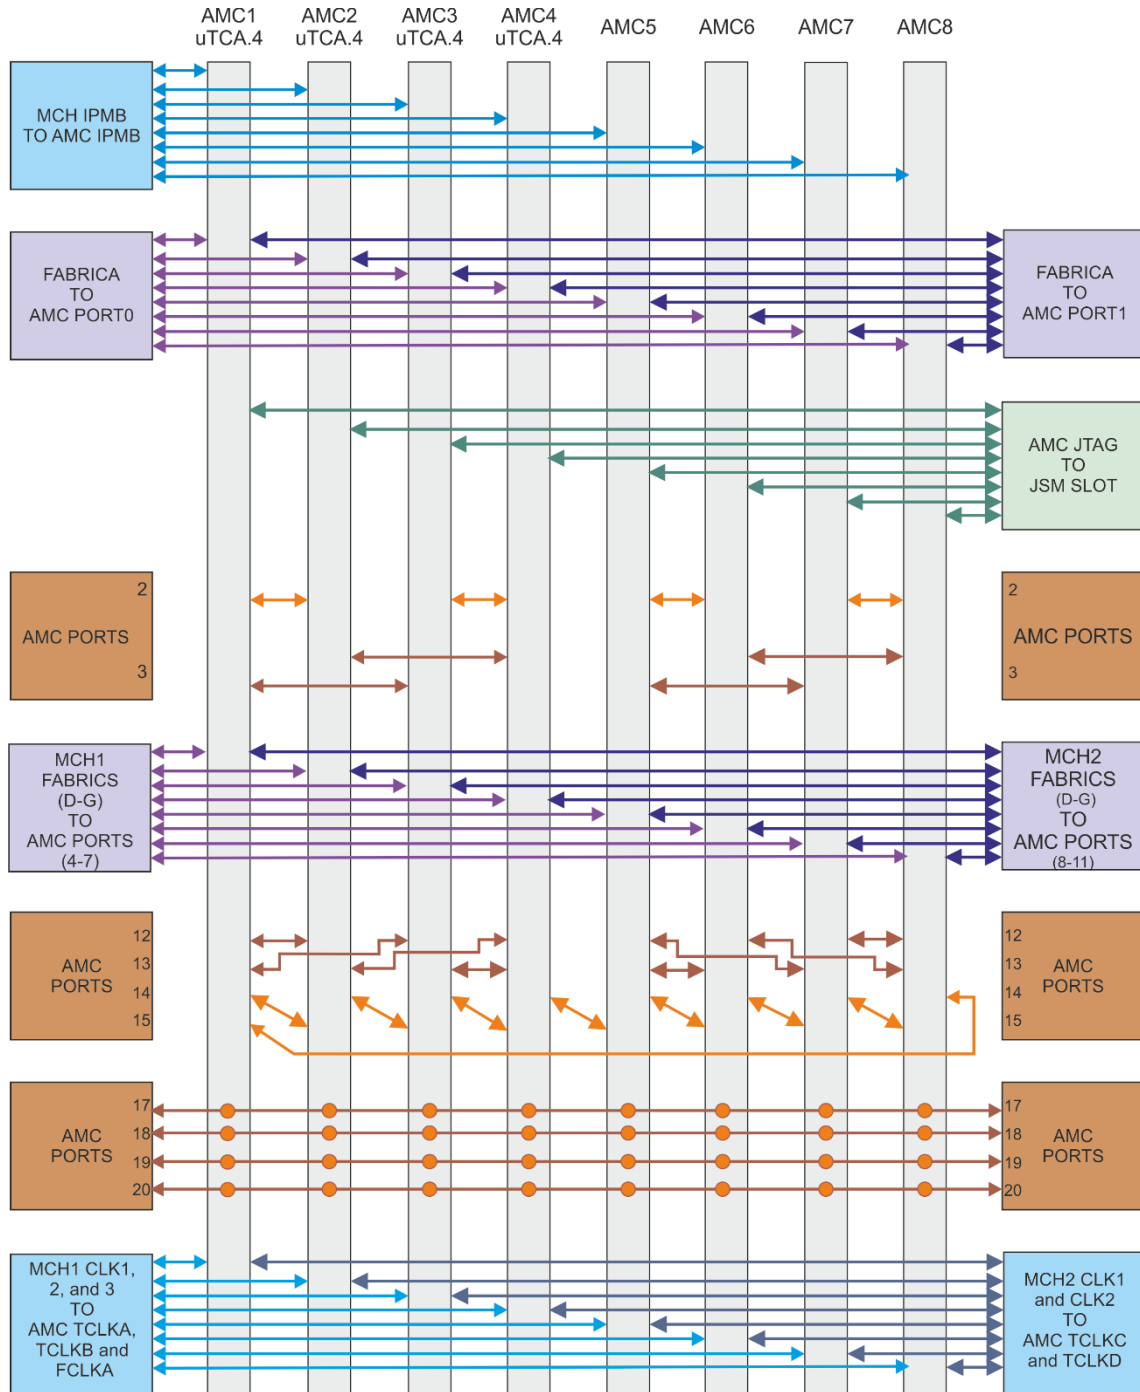 AMC1
uTCA.4
AMC2
uTCA.4
AMC3
uTCA.4
AMC4
uTCA.4
AMC5
AMC6
AMC7
AMC8
MCH IPMB
TO AMC IPMB
FABRICA
TO
AMC PORT0
FABRICA
TO
AMC PORT1
AMC JTAG
TO
JSM SLOT
2
AMC PORTS
3
2
AMC PORTS
3
MCH1
FABRICS
(D-G)
TO
AMC PORTS
(4-7)
MCH2
FABRICS
(D-G)
TO
AMC PORTS
(8-11)
12
13
14
15
AMC
PORTS
12
13
14
15
AMC
PORTS
17
18
19
20
AMC
PORTS
17
18
19
20
AMC
PORTS
MCH1 CLK1,
2, and 3
TO
AMC TCLKA,
TCLKB and
FCLKA
MCH2 CLK1
and CLK2
TO
AMC TCLKC
and TCLKD